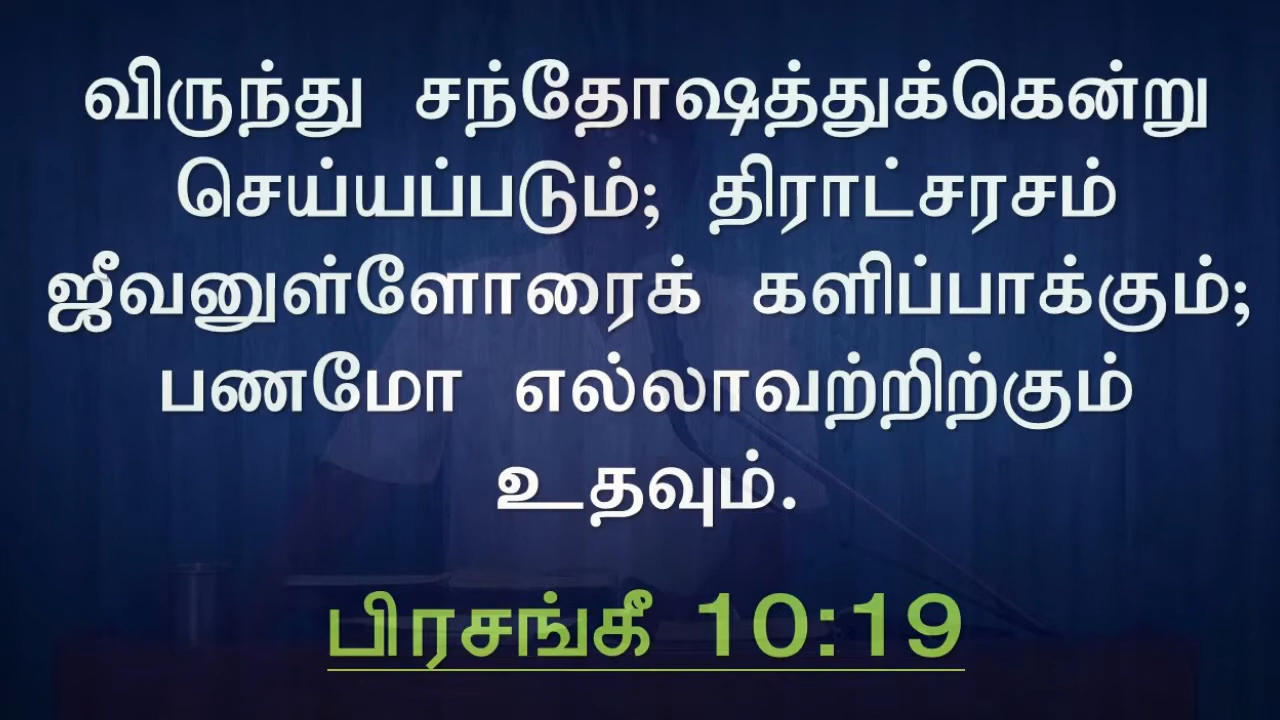 விருந்து சந்தோஷத்துக்கென்று
செய்யப்படும்; திராட்சரசம்
ஜீவனுள்ளோரைக் களிப்பாக்கும்;
பணமோ எல்லாவற்றிற்கும்
உதவும்.
பிரசங்கீ 10:19